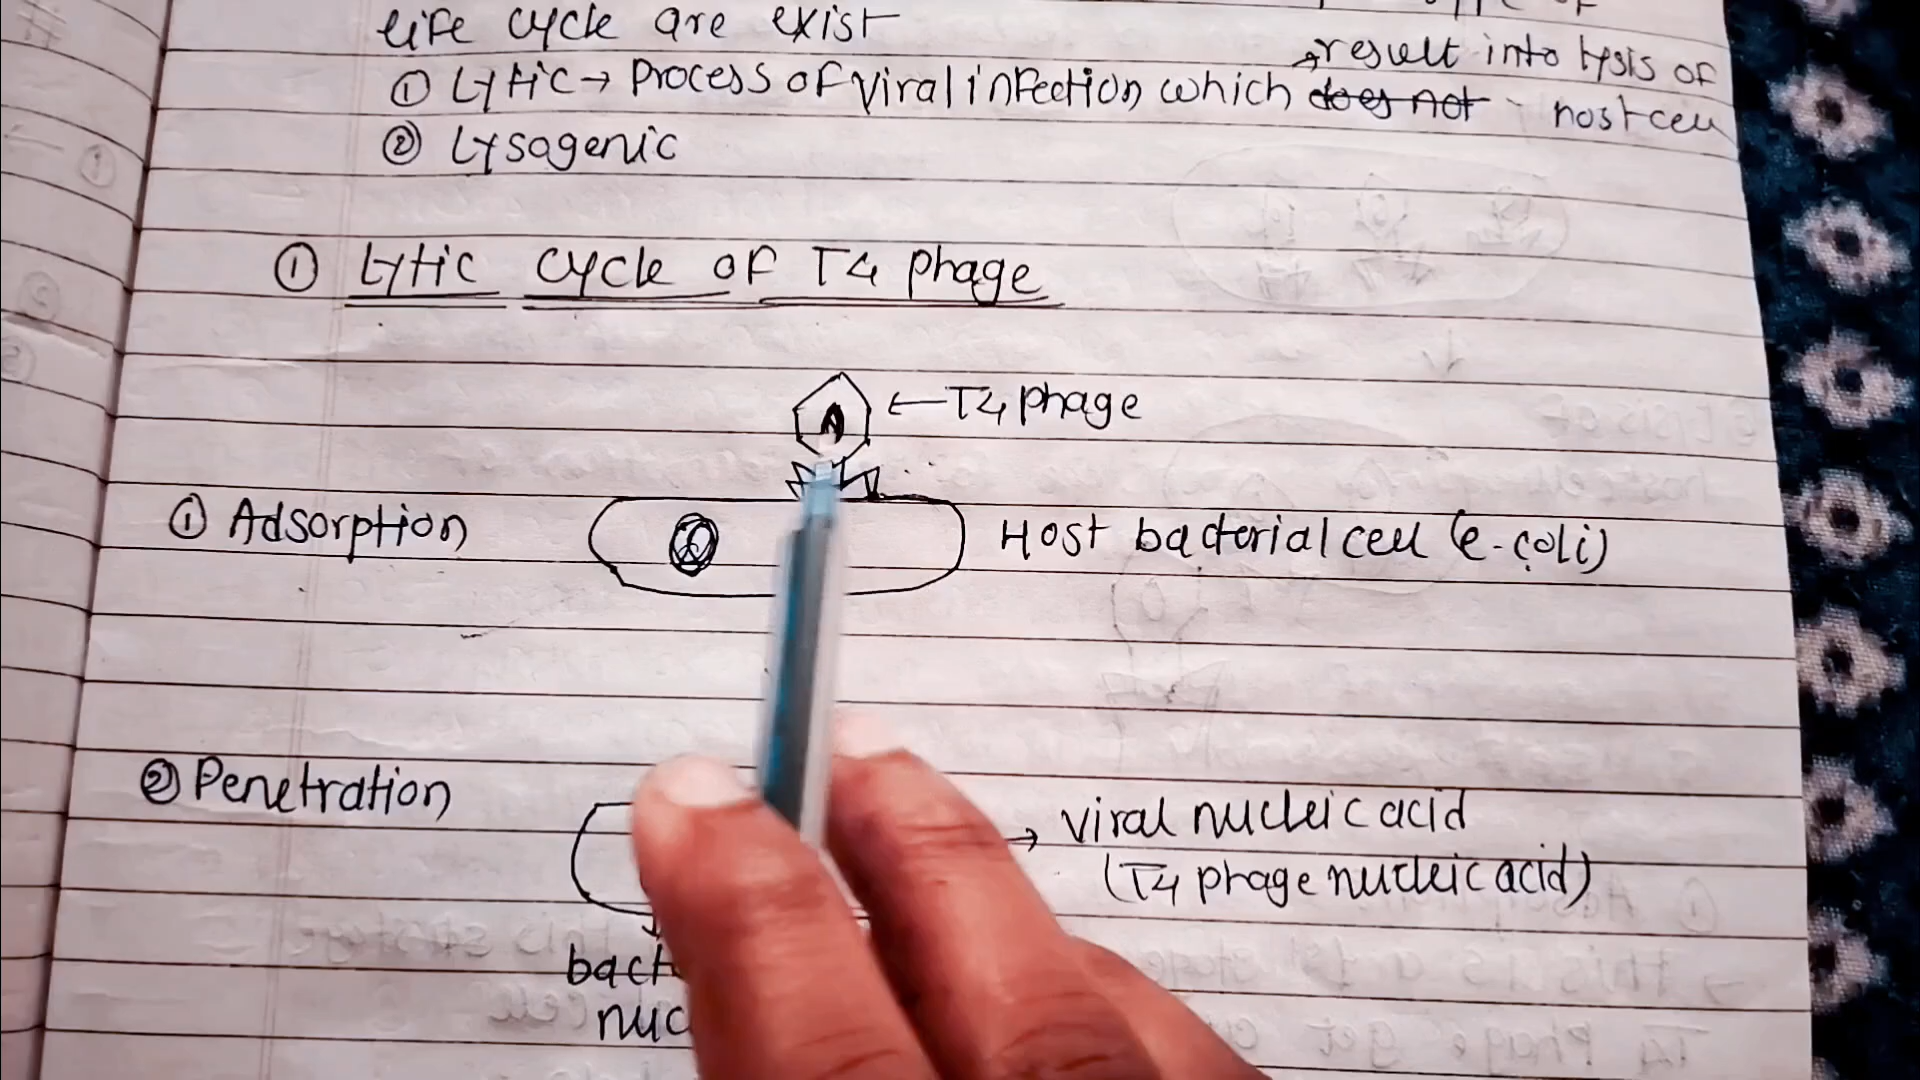 life cycle are exist
result into lysis of
① Lytic → Process of viral infection which does not host cell
② Lysogenic
① Lytic cycle of T4 phage
← T4 phage
① Adsorption Host bacterial cell (e. coli)
② Penetration
→ viral nucleic acid
(T4 phage nucleic acid)